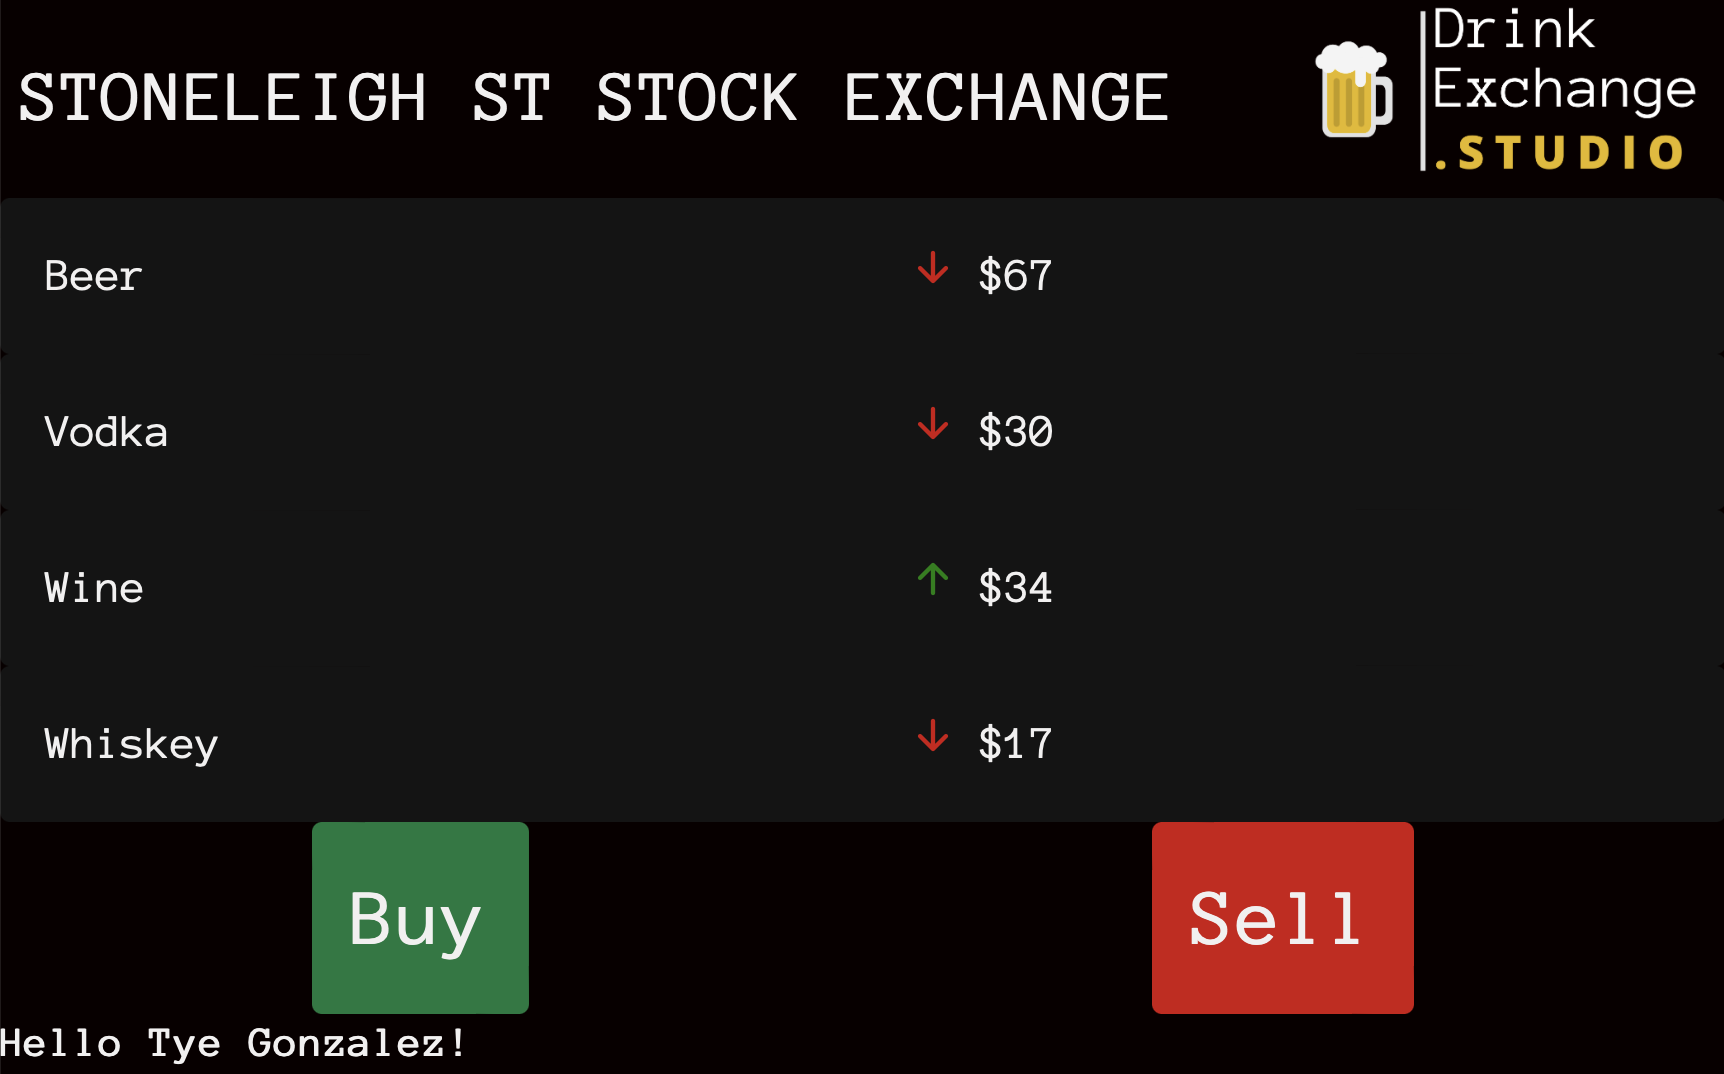 STONELEIGH ST STOCK EXCHANGE
Drink
Exchange
.STUDIO
Beer ↓ $67
Vodka ↓ $30
Wine ↑ $34
Whiskey ↓ $17
Buy Sell
Hello Tye Gonzalez!